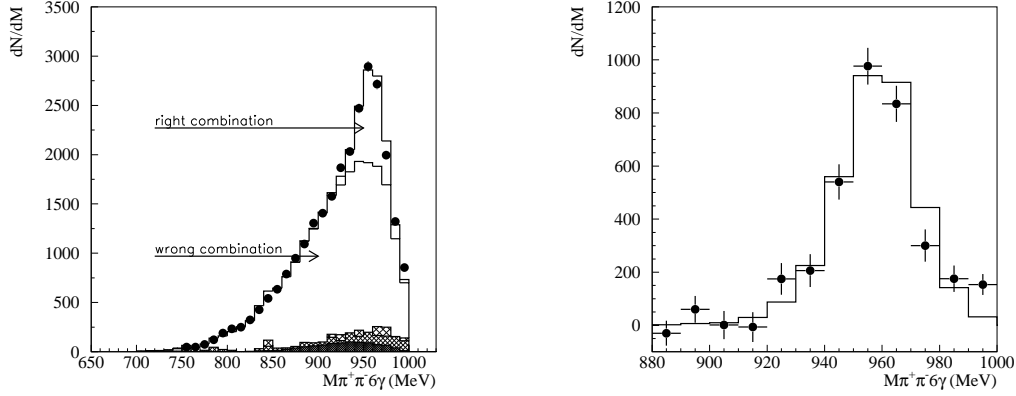 dN/dM
3500
3000
2500
2000
1500
1000
500
0
right combination
wrong combination
650 700 750 800 850 900 950 1000
Mπ⁺π⁻6γ (MeV)
dN/dM
1200
1000
800
600
400
200
0
880 900 920 940 960 980 1000
Mπ⁺π⁻6γ (MeV)